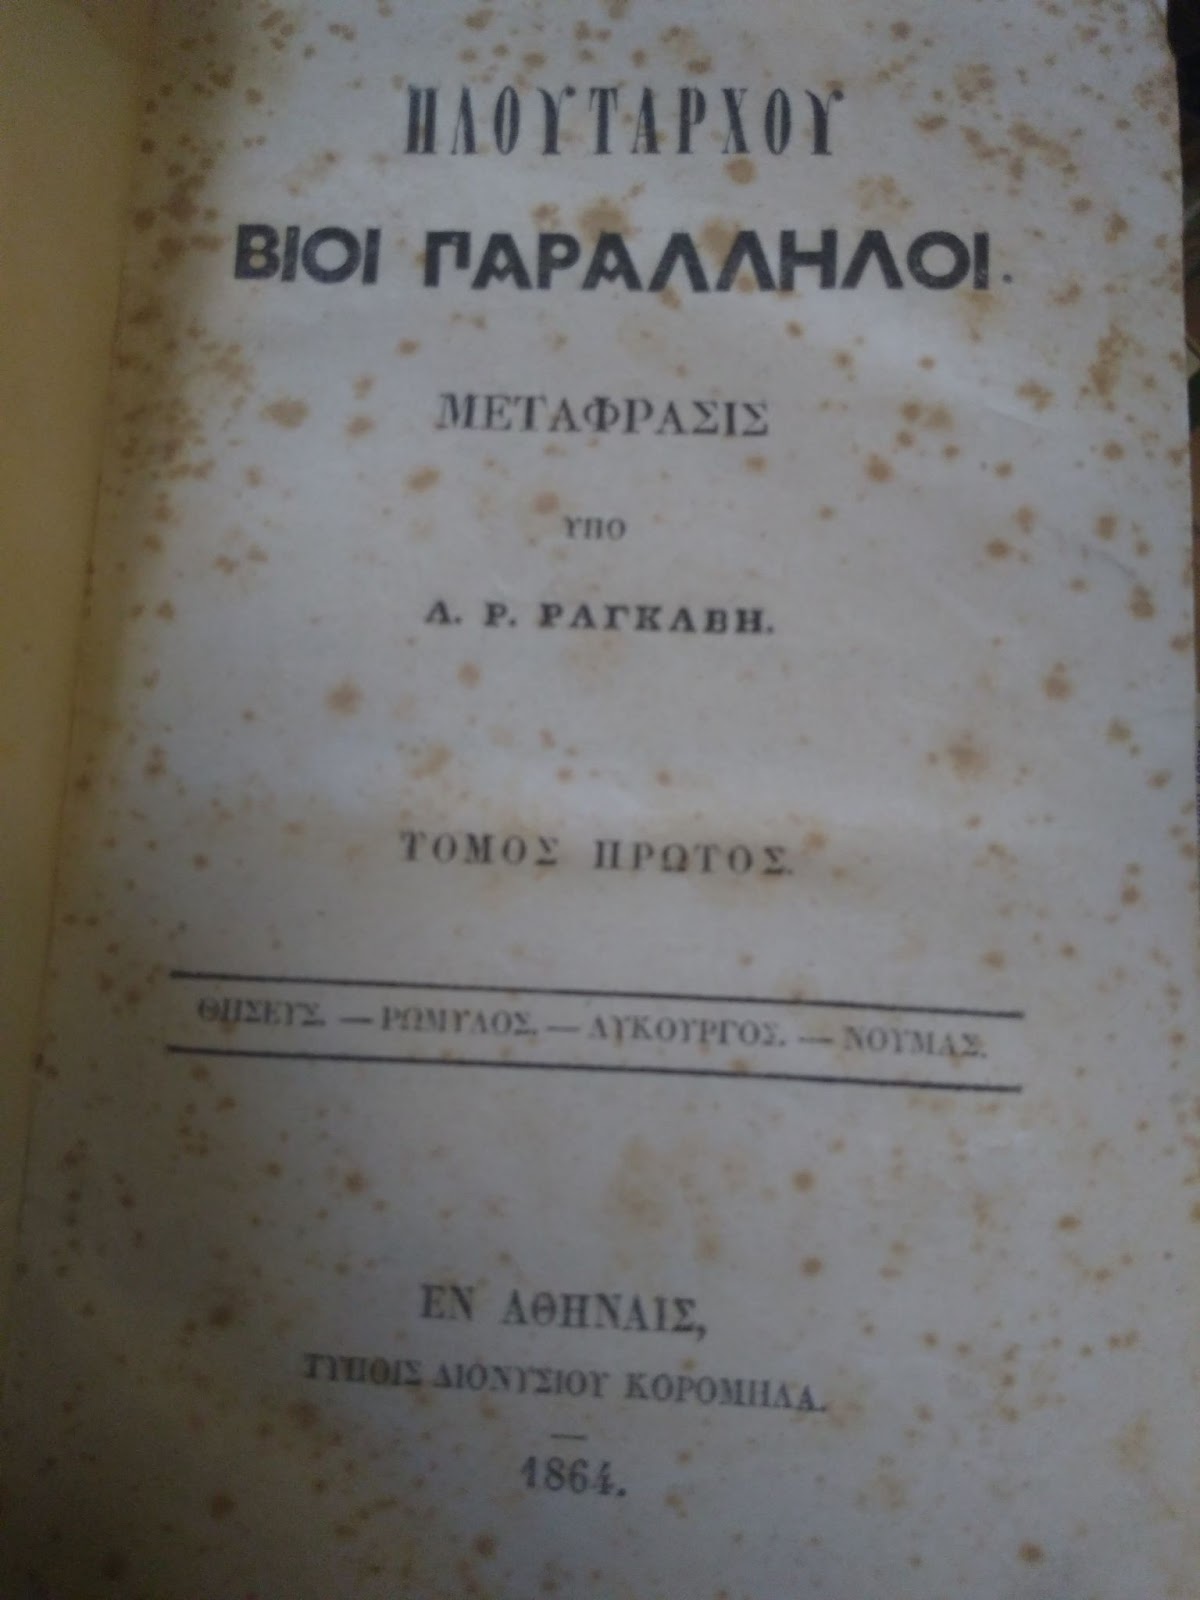 ΠΛΟΥΤΑΡΧΟΥ
ΒΙΟΙ ΠΑΡΑΛΛΗΛΟΙ.
ΜΕΤΑΦΡΑΣΙΣ
ΥΠΟ
Α. Ρ. ΡΑΓΚΑΒΗ.
ΤΟΜΟΣ ΠΡΩΤΟΣ.
ΘΗΣΕΥΣ. — ΡΩΜΥΛΟΣ. — ΛΥΚΟΥΡΓΟΣ. — ΝΟΥΜΑΣ.
ΕΝ ΑΘΗΝΑΙΣ,
ΤΥΠΟΙΣ ΔΙΟΝΥΣΙΟΥ ΚΟΡΟΜΗΛΑ.
—
1864.